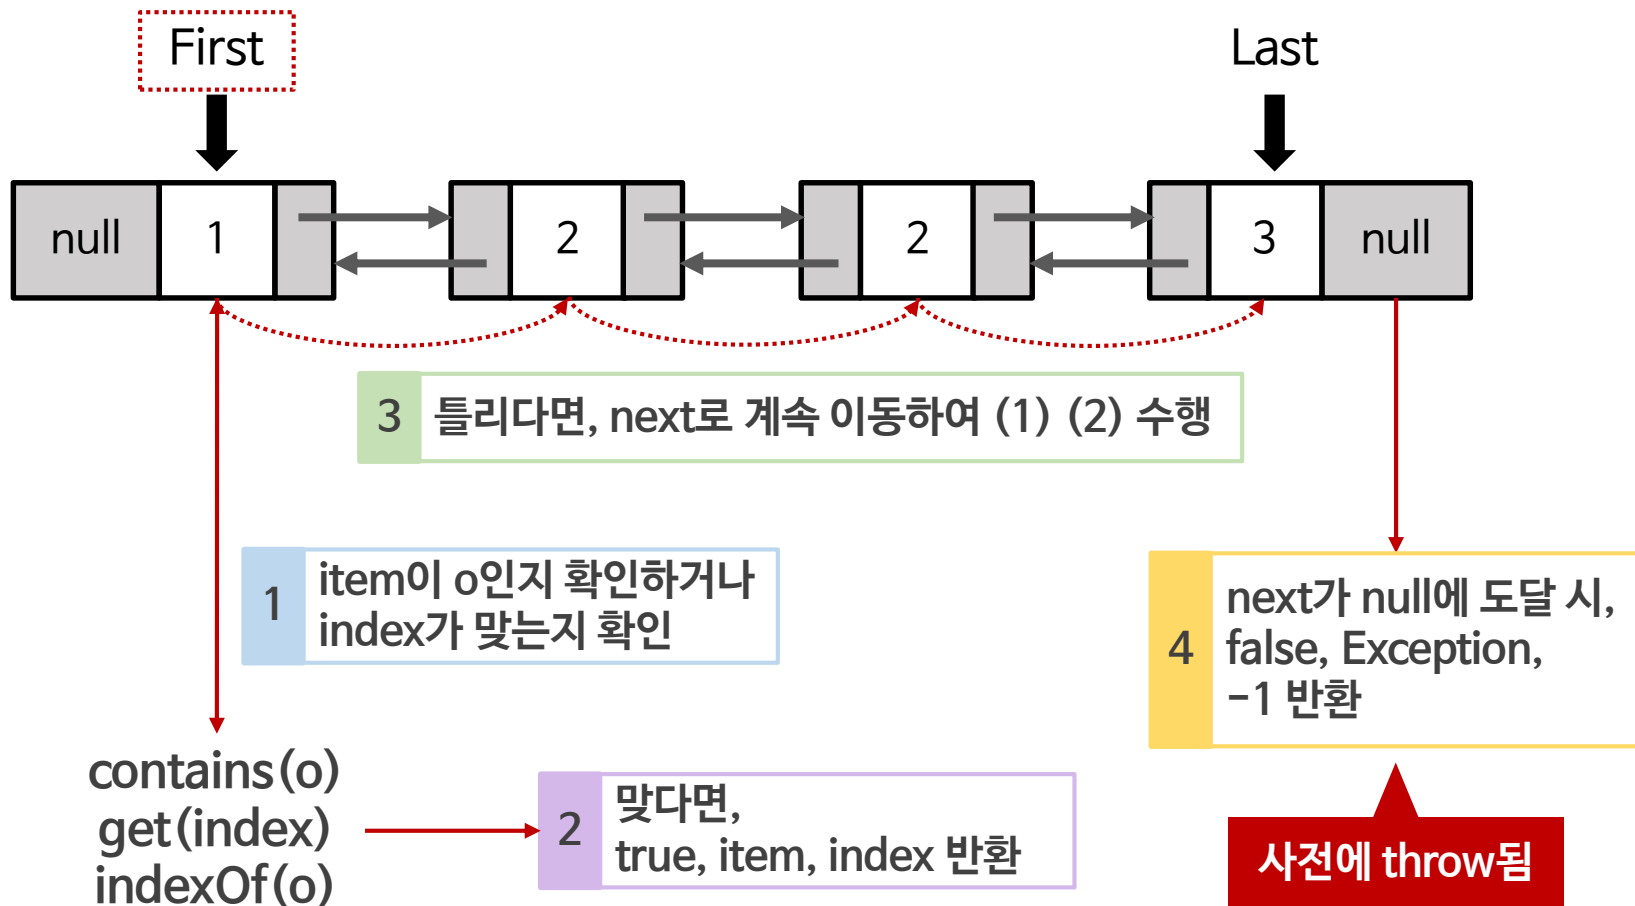 First
Last
null 1 2 2 3 null
3 틀리다면, next로 계속 이동하여 (1) (2) 수행
1 item이 o인지 확인하거나
index가 맞는지 확인
4 next가 null에 도달 시,
false, Exception,
-1 반환
contains(o)
get(index)
indexOf(o)
2 맞다면,
true, item, index 반환
사전에 throw됨